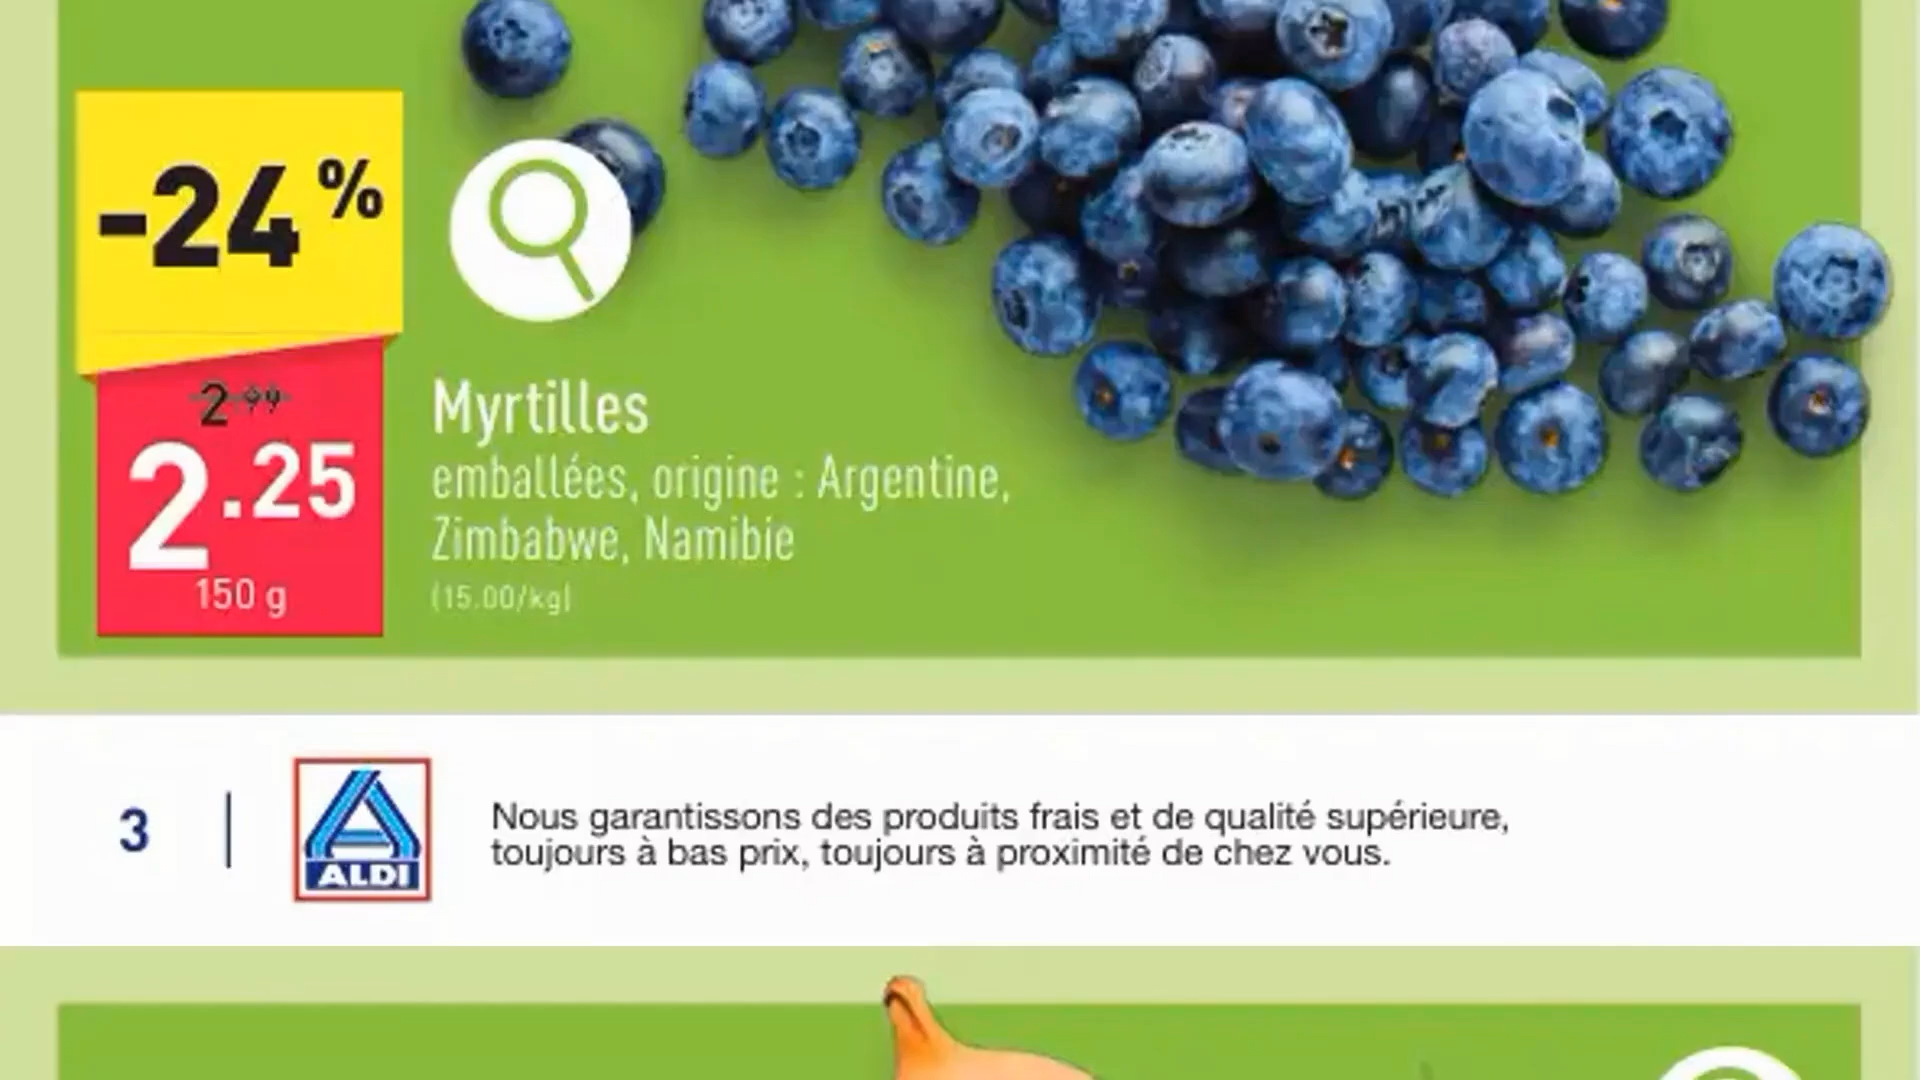 -24%
2.99
2.25
150 g
Myrtilles
emballées, origine : Argentine,
Zimbabwe, Namibie
(15.00/kg)
3
ALDI
Nous garantissons des produits frais et de qualité supérieure,
toujours à bas prix, toujours à proximité de chez vous.